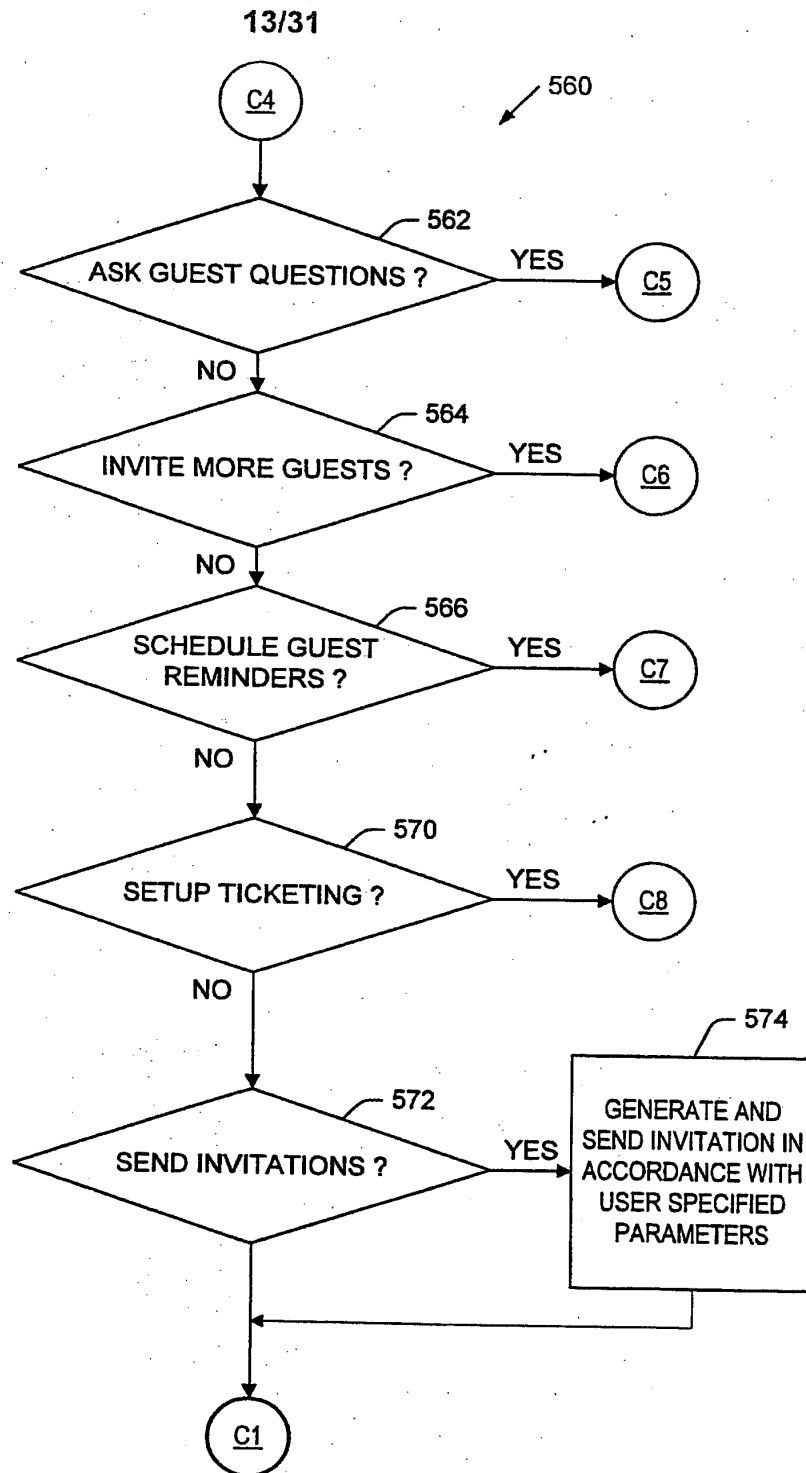 13/31
C4
560
562
ASK GUEST QUESTIONS ?
YES
C5
NO
564
INVITE MORE GUESTS ?
YES
C6
NO
566
SCHEDULE GUEST
REMINDERS ?
YES
C7
NO
570
SETUP TICKETING ?
YES
C8
NO
574
572
SEND INVITATIONS ?
YES
GENERATE AND
SEND INVITATION IN
ACCORDANCE WITH
USER SPECIFIED
PARAMETERS
C1